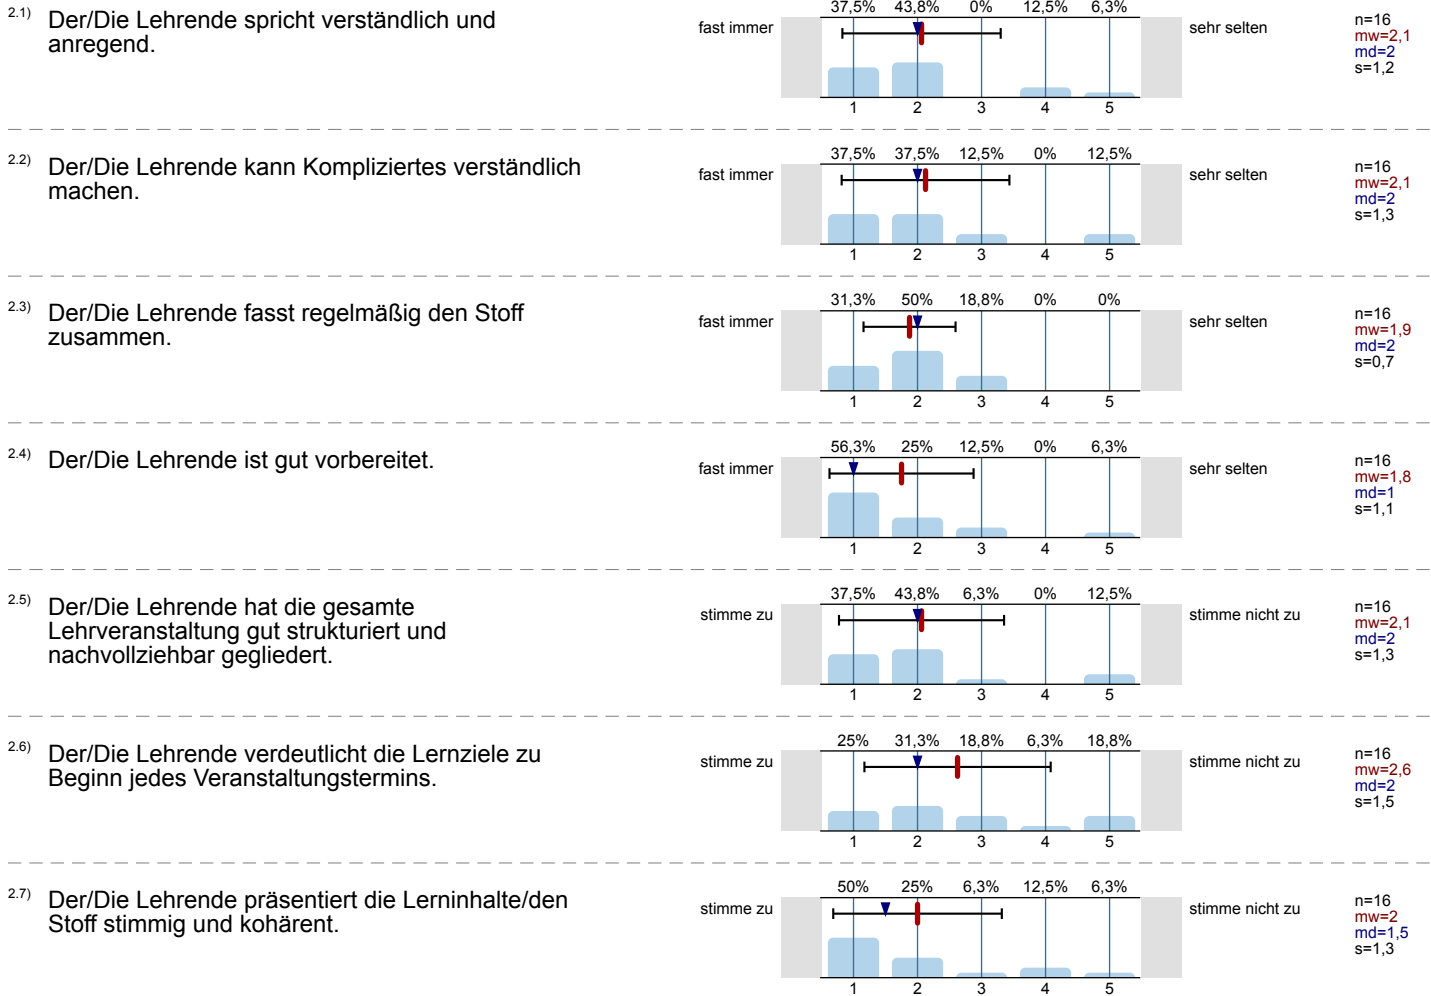 2.1) Der/Die Lehrende spricht verständlich und
anregend.
fast immer
37,5% 43,8% 0% 12,5% 6,3%
1 2 3 4 5
sehr selten
n=16
mw=2,1
md=2
s=1,2
2.2) Der/Die Lehrende kann Kompliziertes verständlich
machen.
fast immer
37,5% 37,5% 12,5% 0% 12,5%
1 2 3 4 5
sehr selten
n=16
mw=2,1
md=2
s=1,3
2.3) Der/Die Lehrende fasst regelmäßig den Stoff
zusammen.
fast immer
31,3% 50% 18,8% 0% 0%
1 2 3 4 5
sehr selten
n=16
mw=1,9
md=2
s=0,7
2.4) Der/Die Lehrende ist gut vorbereitet.
fast immer
56,3% 25% 12,5% 0% 6,3%
1 2 3 4 5
sehr selten
n=16
mw=1,8
md=1
s=1,1
2.5) Der/Die Lehrende hat die gesamte
Lehrveranstaltung gut strukturiert und
nachvollziehbar gegliedert.
stimme zu
37,5% 43,8% 6,3% 0% 12,5%
1 2 3 4 5
stimme nicht zu
n=16
mw=2,1
md=2
s=1,3
2.6) Der/Die Lehrende verdeutlicht die Lernziele zu
Beginn jedes Veranstaltungstermins.
stimme zu
25% 31,3% 18,8% 6,3% 18,8%
1 2 3 4 5
stimme nicht zu
n=16
mw=2,6
md=2
s=1,5
2.7) Der/Die Lehrende präsentiert die Lerninhalte/den
Stoff stimmig und kohärent.
stimme zu
50% 25% 6,3% 12,5% 6,3%
1 2 3 4 5
stimme nicht zu
n=16
mw=2
md=1,5
s=1,3